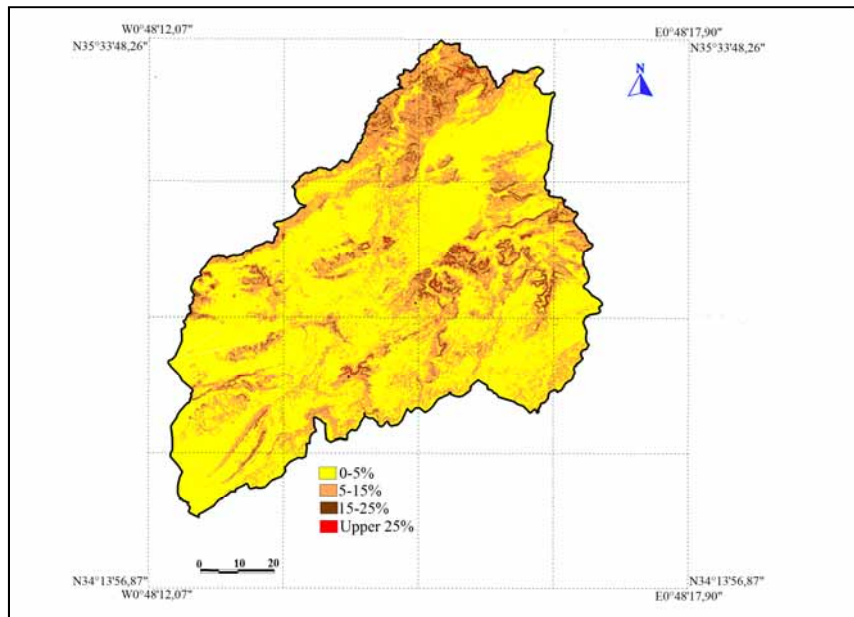 W0°48'12,07" E0°48'17,90"
N35°33'48,26" N35°33'48,26"
N
0-5%
5-15%
15-25%
Upper 25%
0 10 20
N34°13'56,87" N34°13'56,87"
W0°48'12,07" E0°48'17,90"